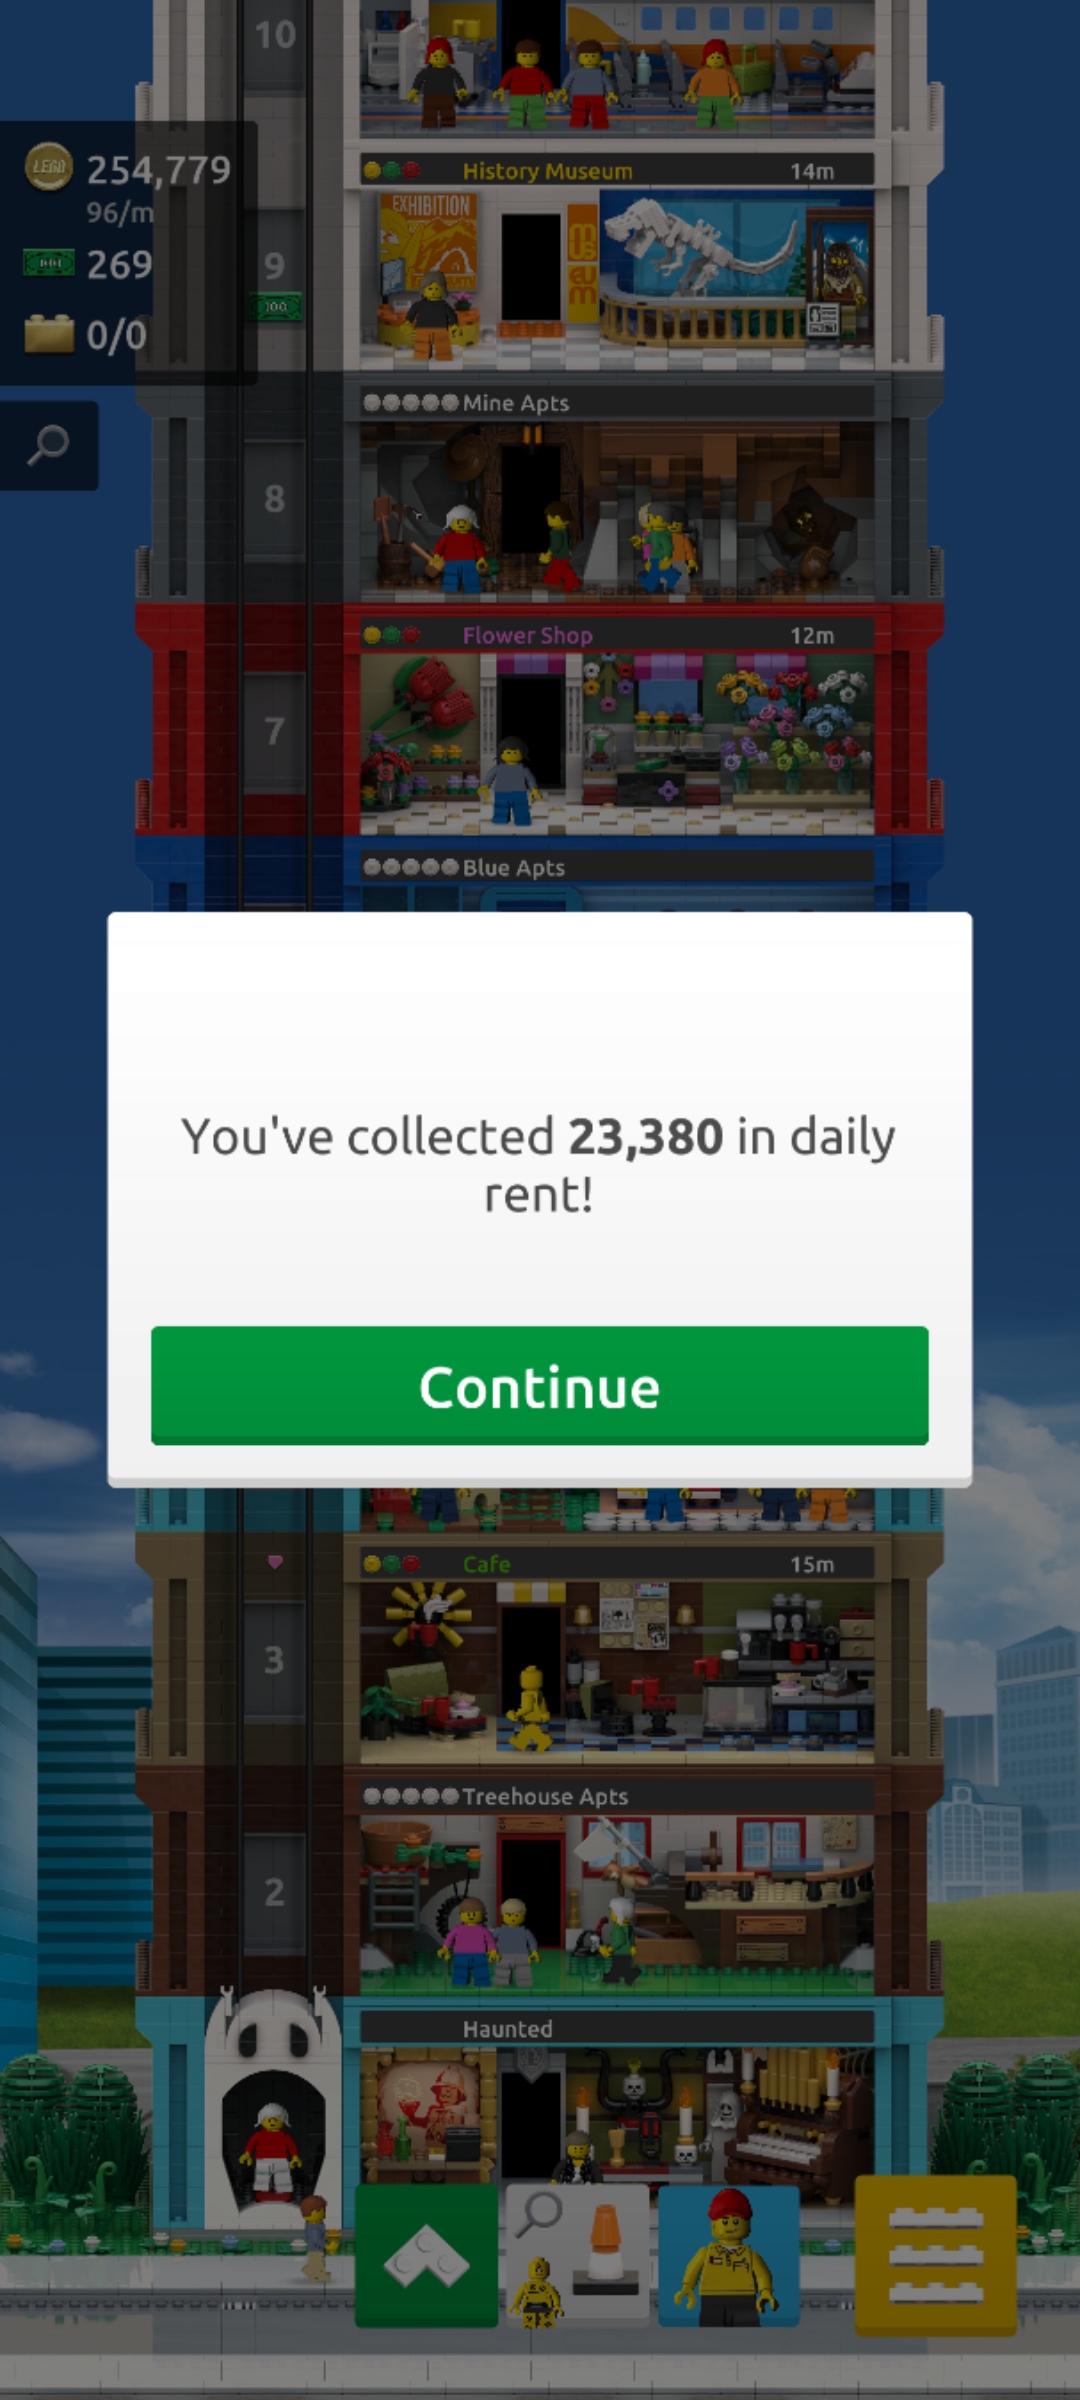 10
LEGO 254,779
96/m
269
0/0
History Museum 14m
EXHIBITION
museum
9
100
Mine Apts
8
Flower Shop 12m
7
Blue Apts
You've collected 23,380 in daily
rent!
Continue
Cafe 15m
3
Treehouse Apts
2
Haunted